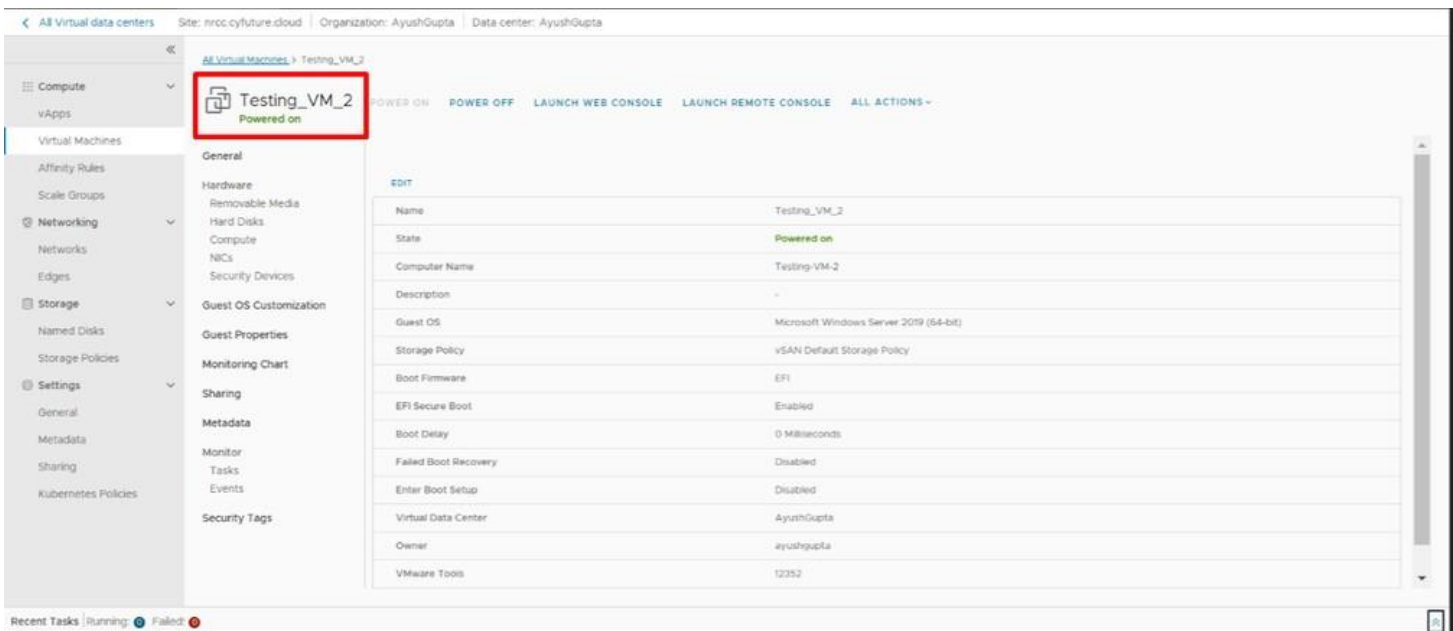 All Virtual data centers Site: nrcc.cyfuture.cloud Organization: AyushGupta Data center: AyushGupta
All Virtual Machines > Testing_VM_2
Testing_VM_2
Powered on
POWER ON POWER OFF LAUNCH WEB CONSOLE LAUNCH REMOTE CONSOLE ALL ACTIONS
Compute
vApps
Virtual Machines
Affinity Rules
Scale Groups
Networking
Networks
Edges
Storage
Named Disks
Storage Policies
Settings
General
Metadata
Sharing
Kubernetes Policies
General
Hardware
Removable Media
Hard Disks
Compute
NICs
Security Devices
Guest OS Customization
Guest Properties
Monitoring Chart
Sharing
Metadata
Monitor
Tasks
Events
Security Tags
EDIT
Name Testing_VM_2
State Powered on
Computer Name Testing-VM-2
Description -
Guest OS Microsoft Windows Server 2019 (64-bit)
Storage Policy vSAN Default Storage Policy
Boot Firmware EFI
EFI Secure Boot Enabled
Boot Delay 0 Milliseconds
Failed Boot Recovery Disabled
Enter Boot Setup Disabled
Virtual Data Center AyushGupta
Owner ayushgupta
VMware Tools 12352
Recent Tasks Running: 0 Failed: 0